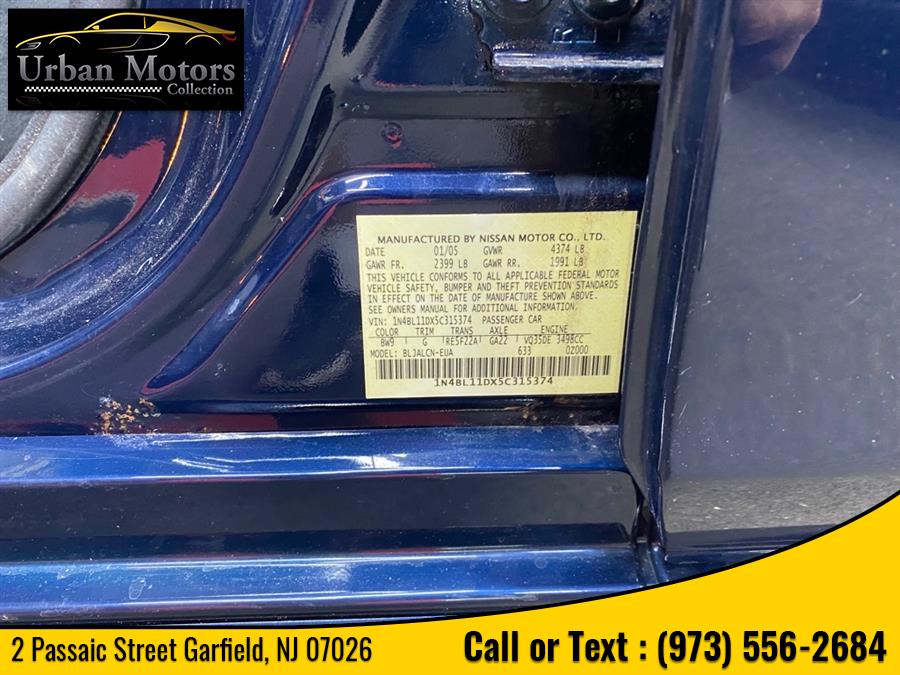 Urban Motors
Collection
MANUFACTURED BY NISSAN MOTOR CO., LTD.
DATE 01/05 GVWR 4374 LB
GAWR FR. 2399 LB GAWR RR. 1991 LB
THIS VEHICLE CONFORMS TO ALL APPLICABLE FEDERAL MOTOR
VEHICLE SAFETY, BUMPER AND THEFT PREVENTION STANDARDS
IN EFFECT ON THE DATE OF MANUFACTURE SHOWN ABOVE.
SEE OWNERS MANUAL FOR ADDITIONAL INFORMATION.
VIN: 1N4BL11DX5C315374 PASSENGER CAR
COLOR TRIM TRANS AXLE ENGINE
BW9 G RE5F22A GA22 VQ35DE 3498CC
MODEL: BLJALCN-EUA 633 0Z000
1N4BL11DX5C315374
2 Passaic Street Garfield, NJ 07026
Call or Text : (973) 556-2684